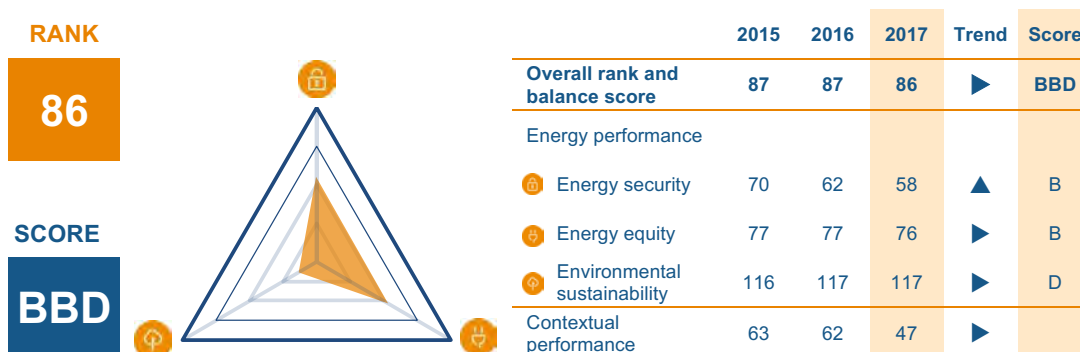 RANK
86
SCORE
BBD
2015 2016 2017 Trend Score
Overall rank and
balance score 87 87 86 BBD
Energy performance
Energy security 70 62 58 B
Energy equity 77 77 76 B
Environmental
sustainability 116 117 117 D
Contextual
performance 63 62 47